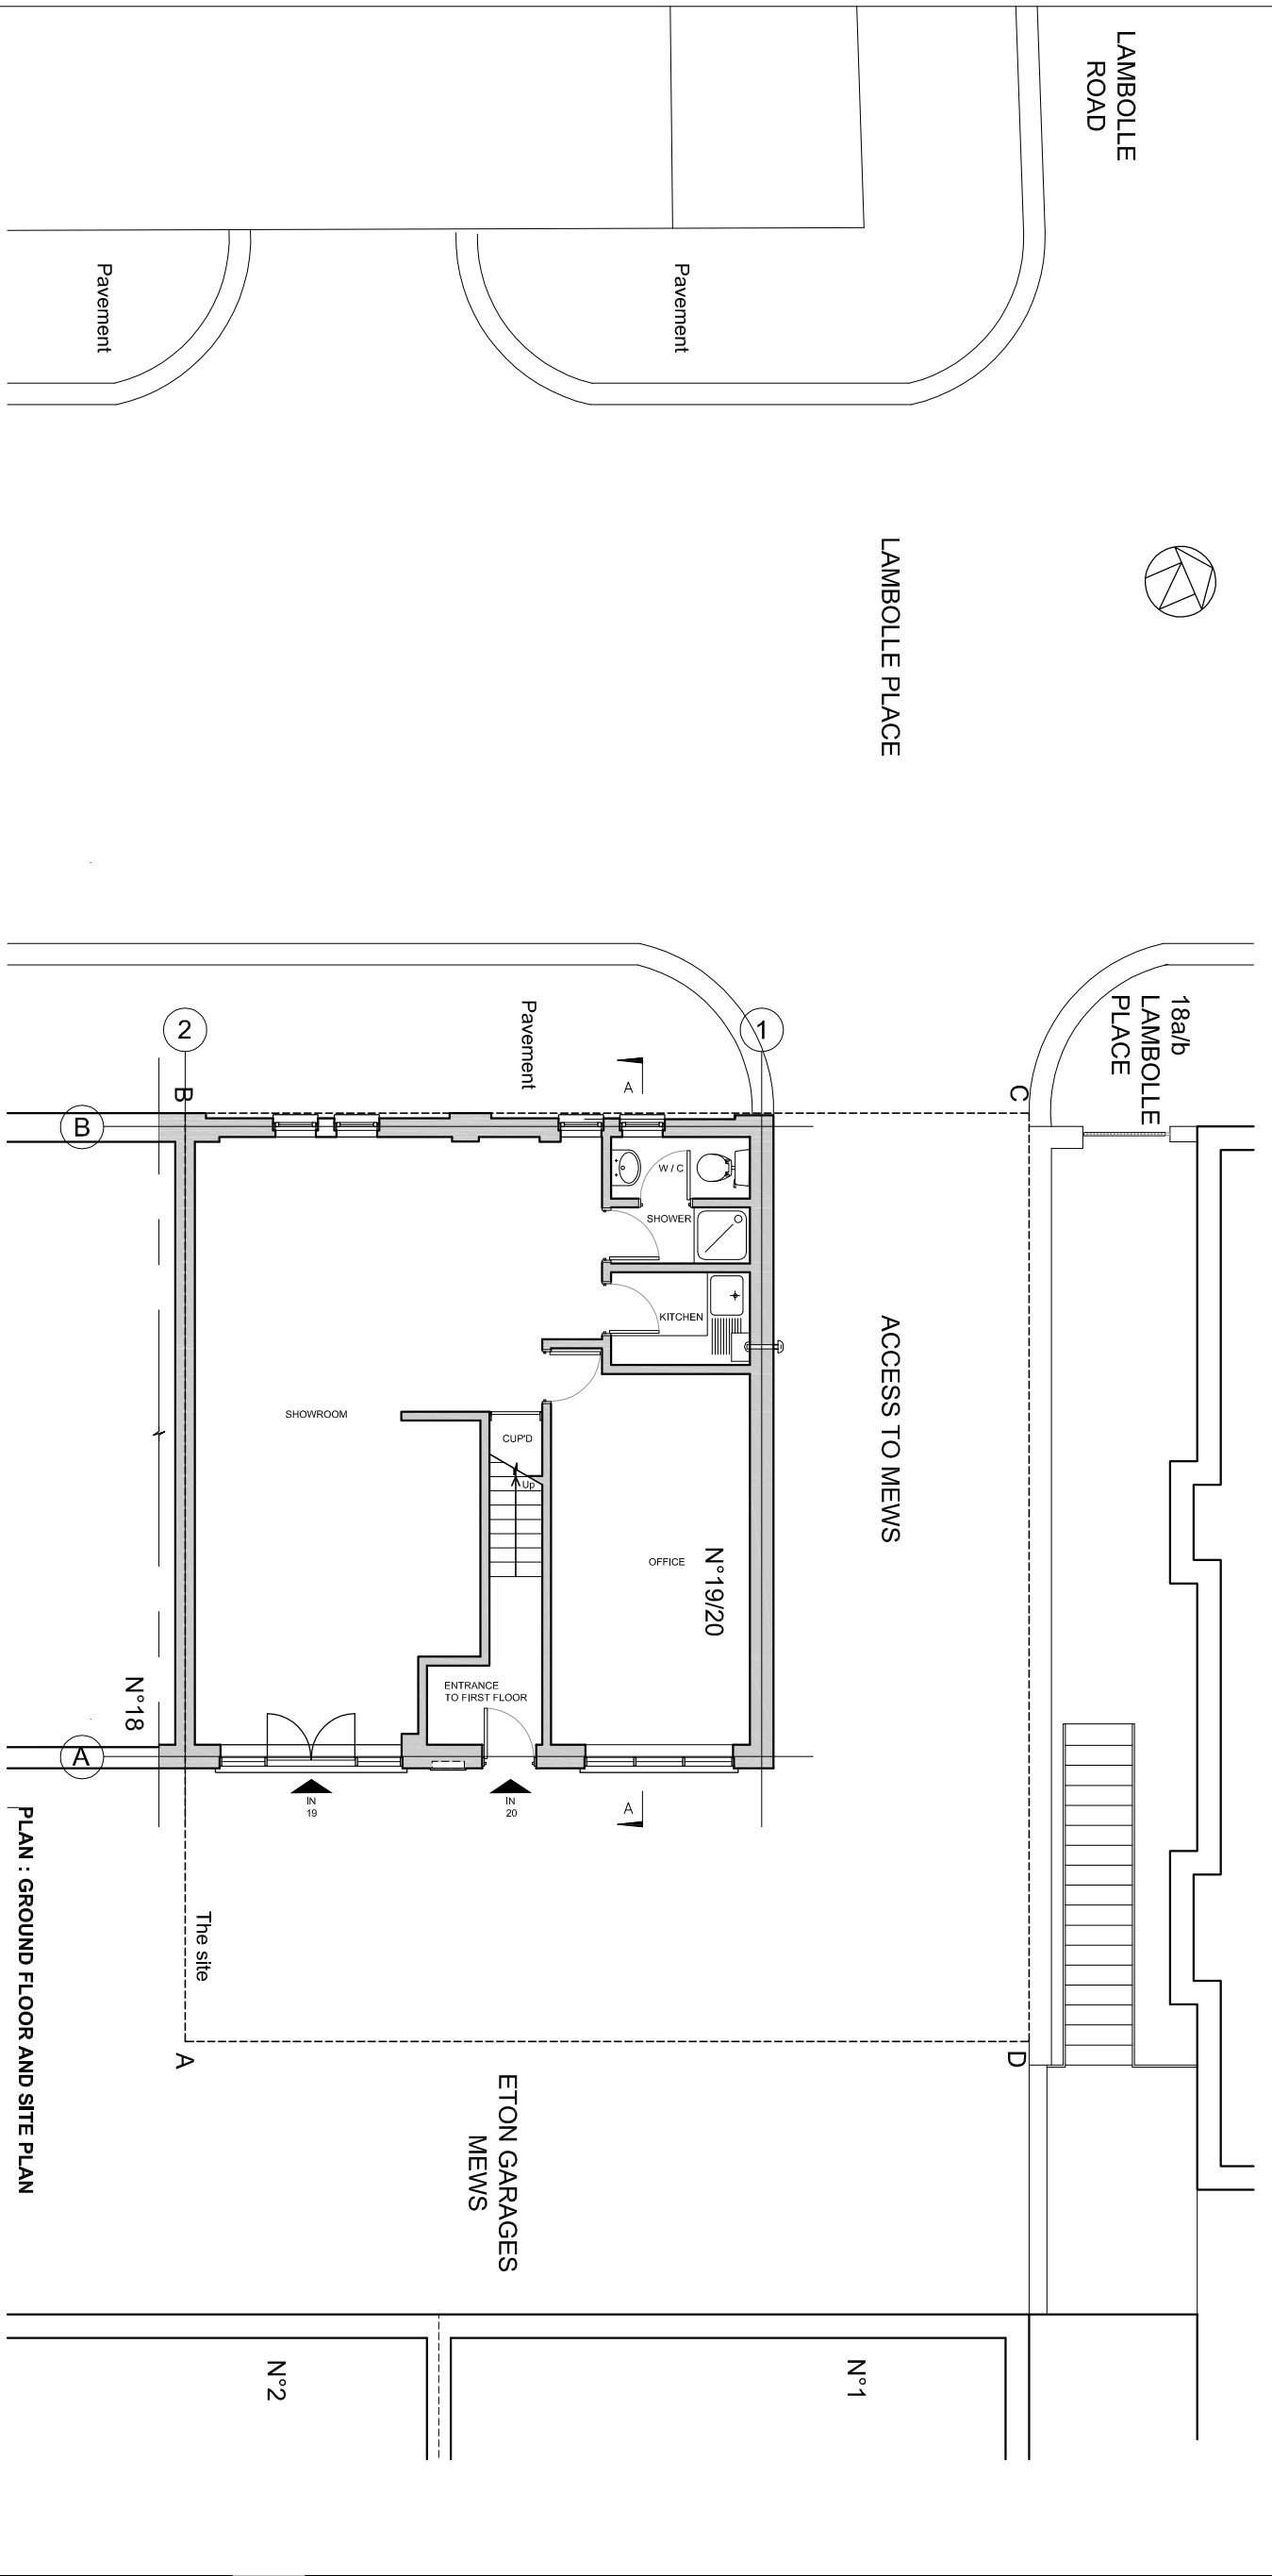 LAMBOLLE
ROAD
Pavement
Pavement
LAMBOLLE PLACE
18a/b
LAMBOLLE
PLACE
Pavement
2
1
A
B
C
B
W / C
SHOWER
KITCHEN
ACCESS TO MEWS
SHOWROOM
CUP'D
Up
OFFICE
N°19/20
ENTRANCE
TO FIRST FLOOR
N°18
A
IN
19
IN
20
A
The site
PLAN : GROUND FLOOR AND SITE PLAN
A
D
ETON GARAGES
MEWS
N°2
N°1